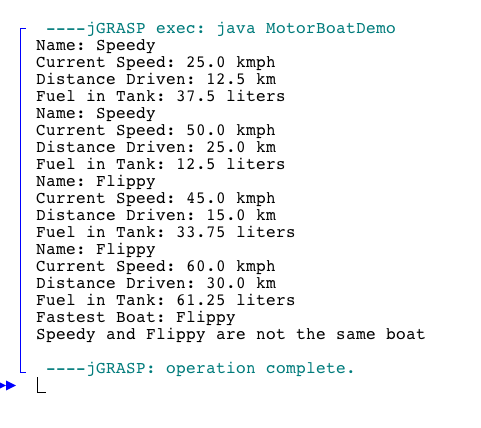 ----jGRASP exec: java MotorBoatDemo
Name: Speedy
Current Speed: 25.0 kmph
Distance Driven: 12.5 km
Fuel in Tank: 37.5 liters
Name: Speedy
Current Speed: 50.0 kmph
Distance Driven: 25.0 km
Fuel in Tank: 12.5 liters
Name: Flippy
Current Speed: 45.0 kmph
Distance Driven: 15.0 km
Fuel in Tank: 33.75 liters
Name: Flippy
Current Speed: 60.0 kmph
Distance Driven: 30.0 km
Fuel in Tank: 61.25 liters
Fastest Boat: Flippy
Speedy and Flippy are not the same boat
----jGRASP: operation complete.